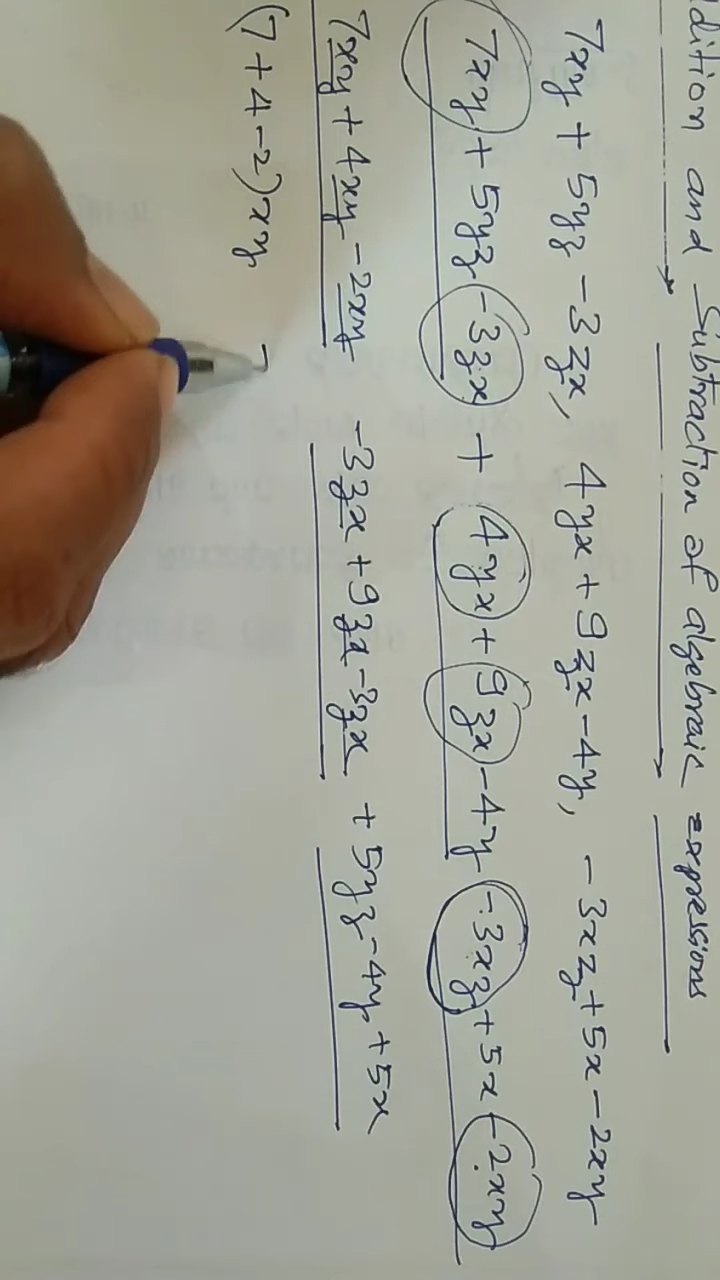 dition and Subtraction of algebraic expressions
7xy + 5yz - 3zx, 4yx + 9zx - 4y, - 3xz + 5x - 2xy
7xy + 5yz - 3zx + 4yx + 9zx - 4y - 3xz + 5x - 2xy
7xy + 4xy - 2xy - 3zx + 9zx - 3zx + 5yz - 4y + 5x
(7 + 4 - 2)xy